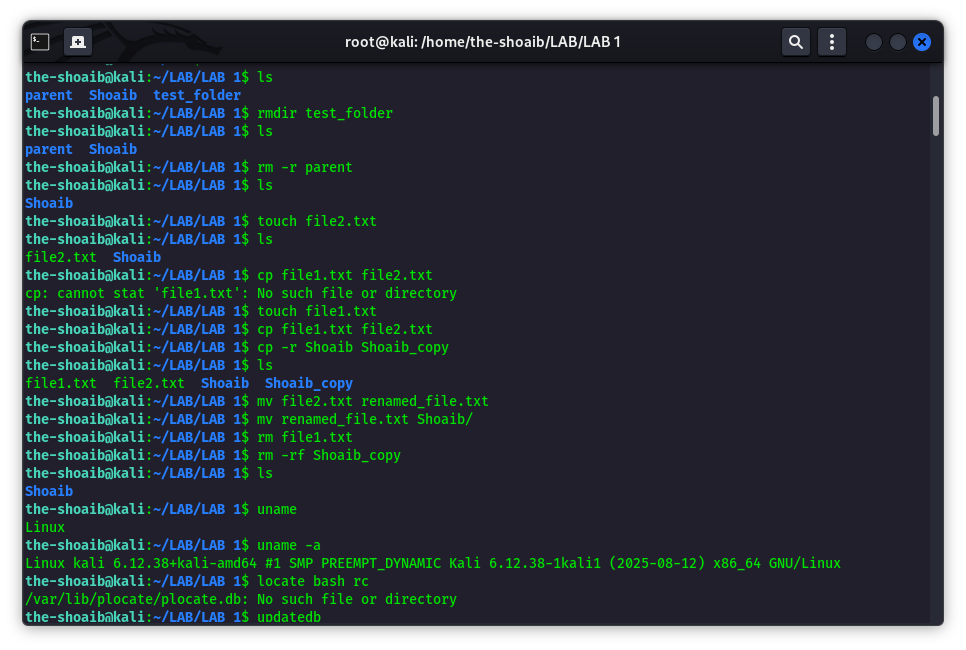 root@kali: /home/the-shoaib/LAB/LAB 1
the-shoaib@kali:~/LAB/LAB 1$ ls
parent  Shoaib  test_folder
the-shoaib@kali:~/LAB/LAB 1$ rmdir test_folder
the-shoaib@kali:~/LAB/LAB 1$ ls
parent  Shoaib
the-shoaib@kali:~/LAB/LAB 1$ rm -r parent
the-shoaib@kali:~/LAB/LAB 1$ ls
Shoaib
the-shoaib@kali:~/LAB/LAB 1$ touch file2.txt
the-shoaib@kali:~/LAB/LAB 1$ ls
file2.txt  Shoaib
the-shoaib@kali:~/LAB/LAB 1$ cp file1.txt file2.txt
cp: cannot stat 'file1.txt': No such file or directory
the-shoaib@kali:~/LAB/LAB 1$ touch file1.txt
the-shoaib@kali:~/LAB/LAB 1$ cp file1.txt file2.txt
the-shoaib@kali:~/LAB/LAB 1$ cp -r Shoaib Shoaib_copy
the-shoaib@kali:~/LAB/LAB 1$ ls
file1.txt  file2.txt  Shoaib  Shoaib_copy
the-shoaib@kali:~/LAB/LAB 1$ mv file2.txt renamed_file.txt
the-shoaib@kali:~/LAB/LAB 1$ mv renamed_file.txt Shoaib/
the-shoaib@kali:~/LAB/LAB 1$ rm file1.txt
the-shoaib@kali:~/LAB/LAB 1$ rm -rf Shoaib_copy
the-shoaib@kali:~/LAB/LAB 1$ ls
Shoaib
the-shoaib@kali:~/LAB/LAB 1$ uname
Linux
the-shoaib@kali:~/LAB/LAB 1$ uname -a
Linux kali 6.12.38+kali-amd64 #1 SMP PREEMPT_DYNAMIC Kali 6.12.38-1kali1 (2025-08-12) x86_64 GNU/Linux
the-shoaib@kali:~/LAB/LAB 1$ locate bash rc
/var/lib/plocate/plocate.db: No such file or directory
the-shoaib@kali:~/LAB/LAB 1$ updatedb